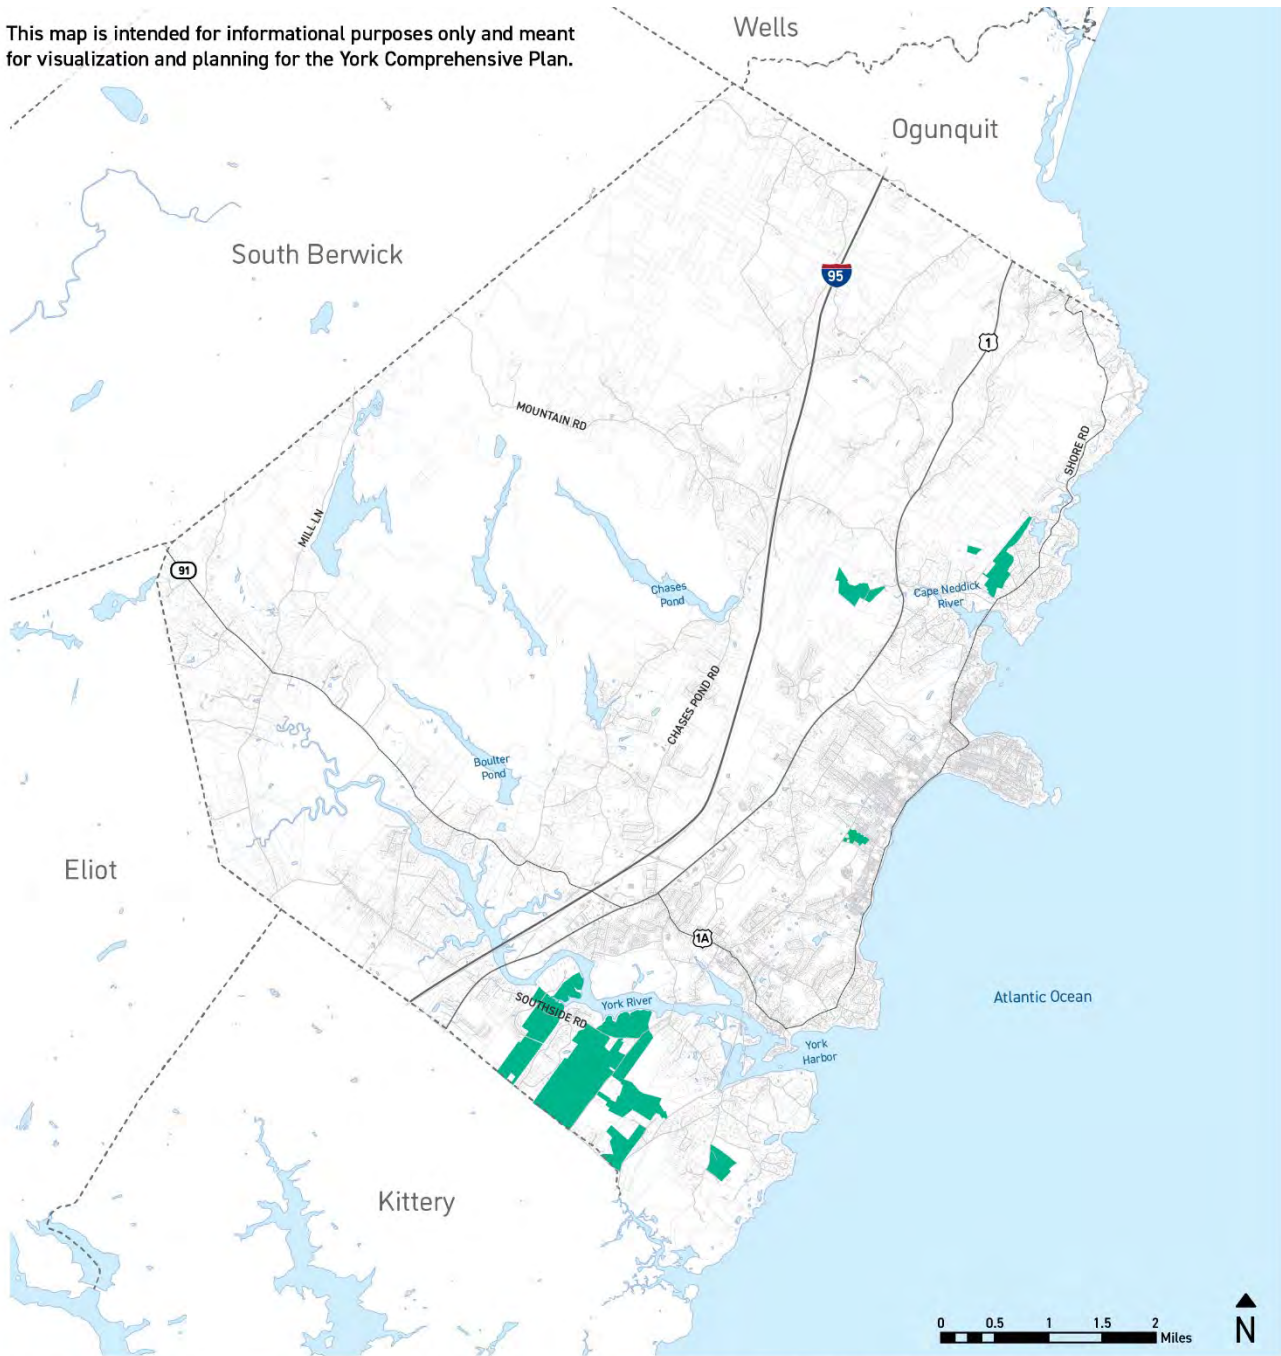 This map is intended for informational purposes only and meant
for visualization and planning for the York Comprehensive Plan.
Wells
Ogunquit
South Berwick
95
1
MOUNTAIN RD
SHORE RD
MILL LN
91
Chases
Pond
Cape Neddick
River
CHASES POND RD
Boulter
Pond
Eliot
1A
SOUTHSIDE RD
York River
Atlantic Ocean
York
Harbor
Kittery
0 0.5 1 1.5 2
Miles
N